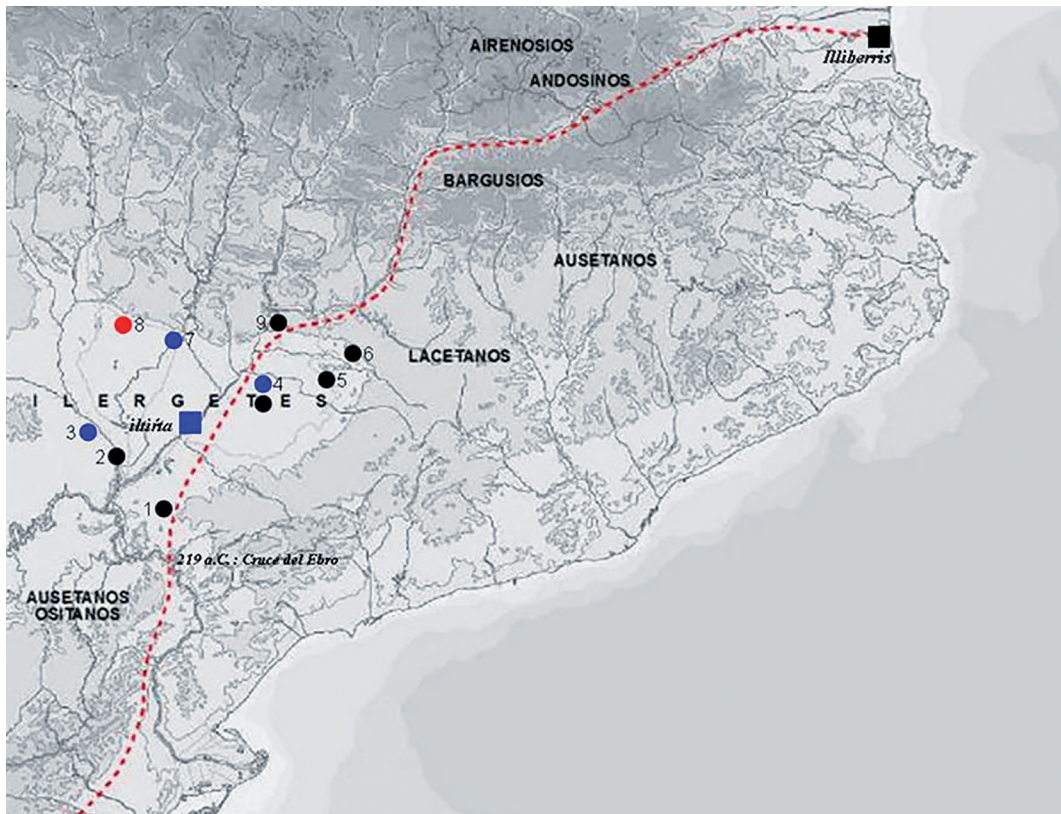 AIRENOSIOS
Illiberris
ANDOSINOS
BARGUSIOS
AUSETANOS
9
8
7
6
LACETANOS
4
5
I L E R G E T E S
iltiŕta
3
2
1
219 a.C. : Cruce del Ebro
AUSETANOS
OSITANOS